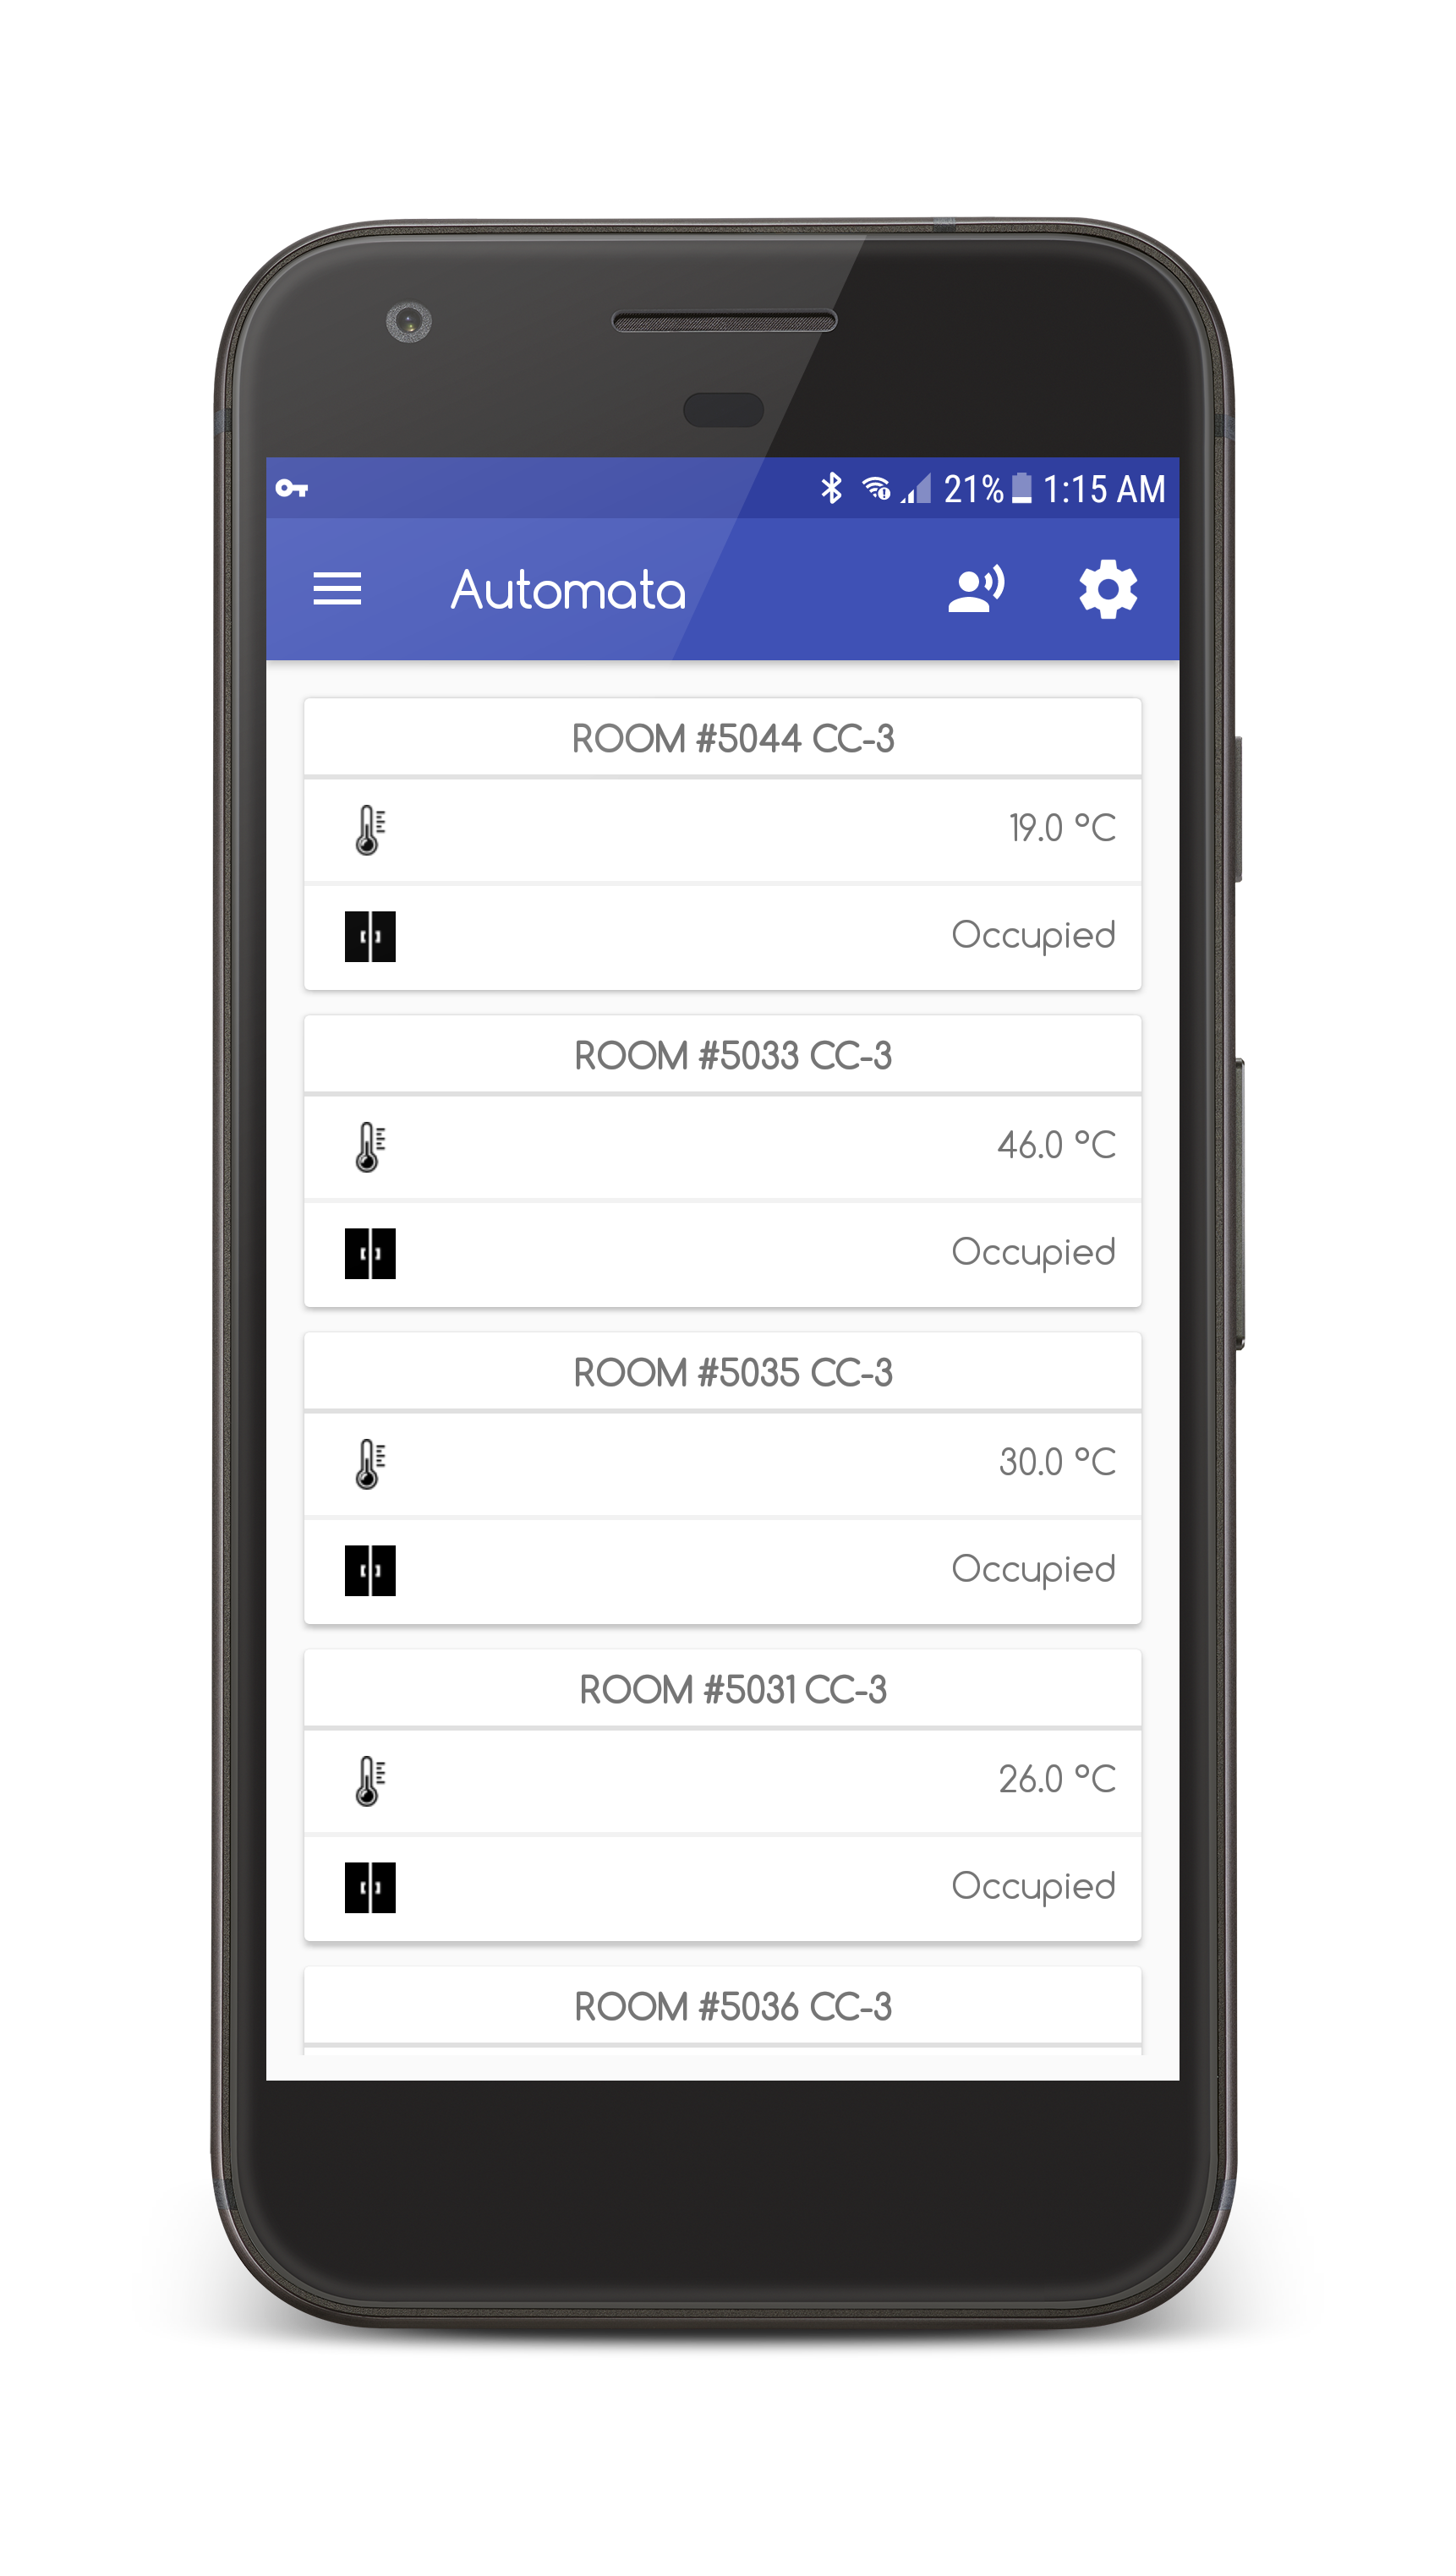 21% 1:15 AM
Automata
ROOM #5044 CC-3
19.0 °C
Occupied
ROOM #5033 CC-3
46.0 °C
Occupied
ROOM #5035 CC-3
30.0 °C
Occupied
ROOM #5031 CC-3
26.0 °C
Occupied
ROOM #5036 CC-3